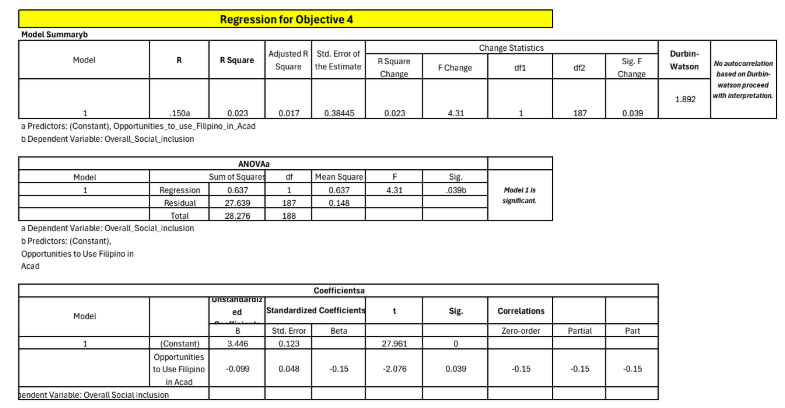 Regression for Objective 4
Model Summaryb
Model R R Square Adjusted R Square Std. Error of the Estimate Change Statistics Durbin-Watson No autocorrelation based on Durbin-watson proceed with interpretation.
R Square Change F Change df1 df2 Sig. F Change
1.892
1 .150a 0.023 0.017 0.38445 0.023 4.31 1 187 0.039
a Predictors: (Constant), Opportunities_to_use_Filipino_in_Acad
b Dependent Variable: Overall_Social_Inclusion
ANOVAa
Model Sum of Squares df Mean Square F Sig.
1 Regression 0.637 1 0.637 4.31 .039b Model 1 is significant.
Residual 27.639 187 0.148
Total 28.276 188
a Dependent Variable: Overall_Social_Inclusion
b Predictors: (Constant),
Opportunities to Use Filipino in
Acad
Coefficientsa
Model Unstandardized Standardized Coefficients t Sig. Correlations
B Std. Error Beta Zero-order Partial Part
1 (Constant) 3.446 0.123 27.961 0
Opportunities to Use Filipino in Acad -0.099 0.048 -0.15 -2.076 0.039 -0.15 -0.15 -0.15
endent Variable: Overall Social Inclusion